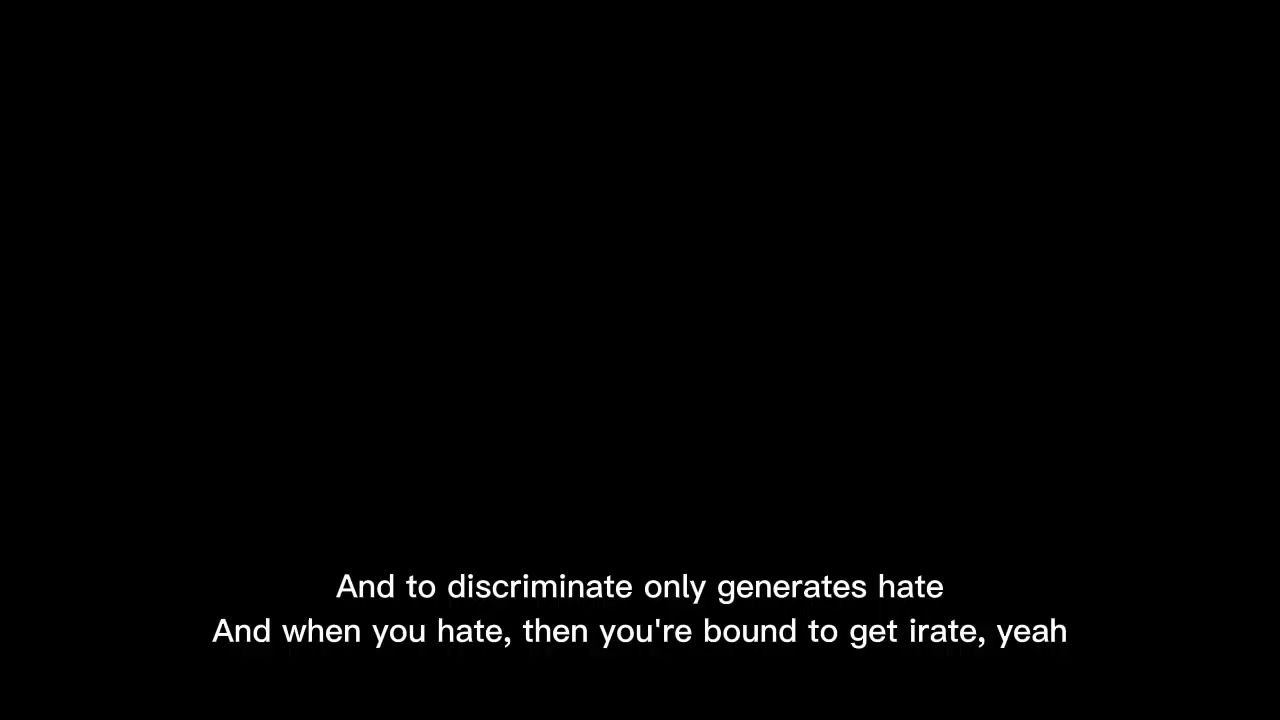 And to discriminate only generates hate
And when you hate, then you're bound to get irate, yeah